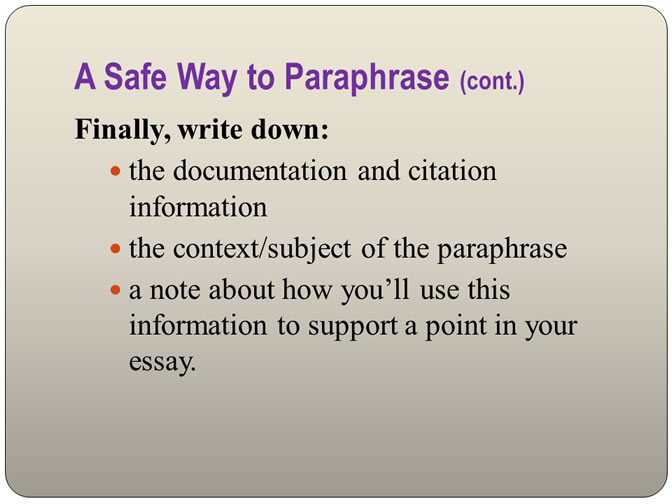 A Safe Way to Paraphrase (cont.)
Finally, write down:
• the documentation and citation
information
• the context/subject of the paraphrase
• a note about how you’ll use this
information to support a point in your
essay.